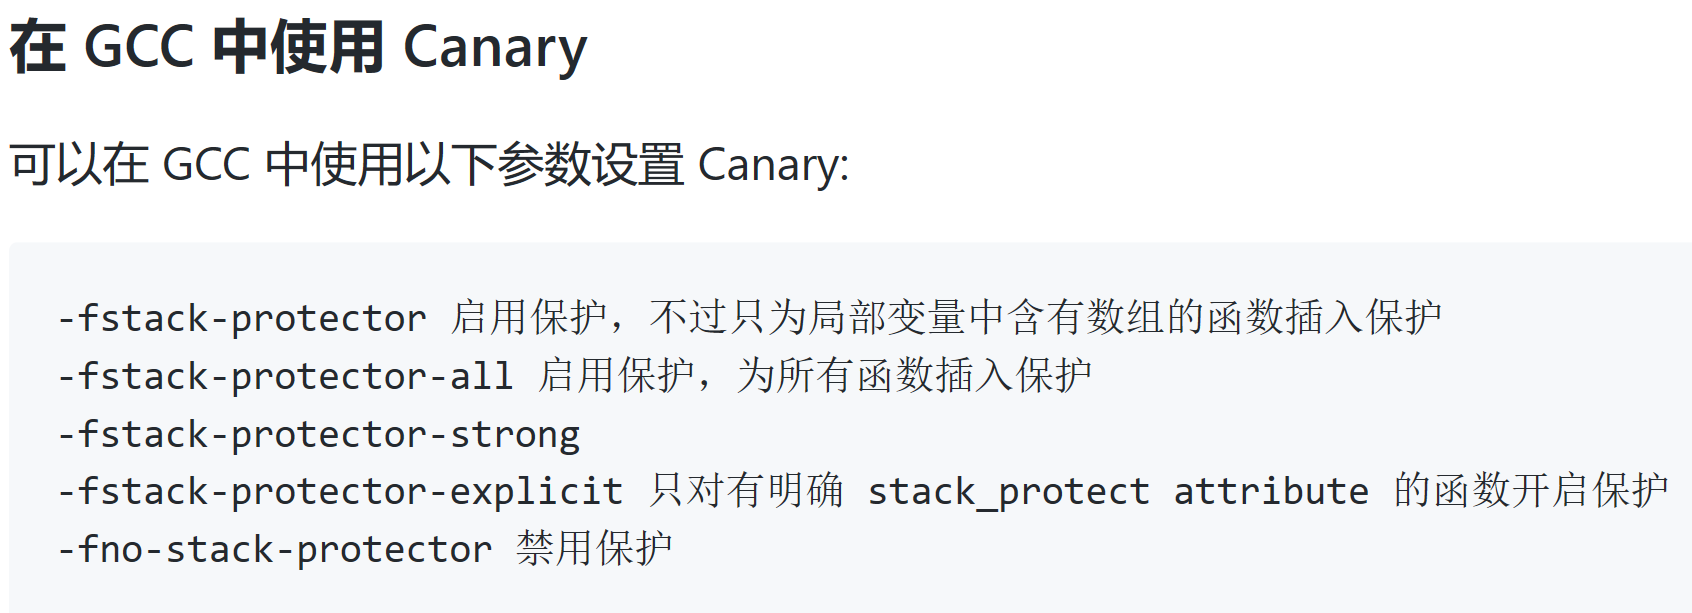 在 GCC 中使用 Canary
可以在 GCC 中使用以下参数设置 Canary:
-fstack-protector 启用保护，不过只为局部变量中含有数组的函数插入保护
-fstack-protector-all 启用保护，为所有函数插入保护
-fstack-protector-strong
-fstack-protector-explicit 只对有明确 stack_protect attribute 的函数开启保护
-fno-stack-protector 禁用保护